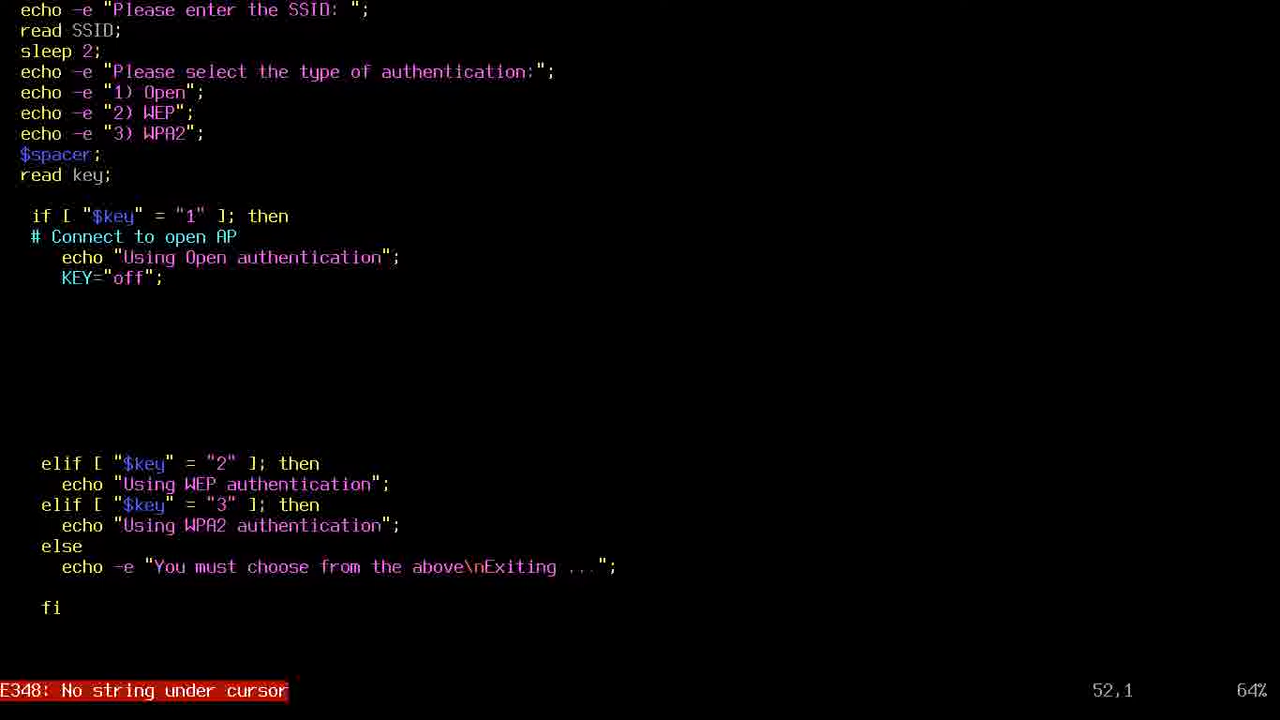 echo -e "Please enter the SSID: ";
read SSID;
sleep 2;
echo -e "Please select the type of authentication:";
echo -e "1) Open";
echo -e "2) WEP";
echo -e "3) WPA2";
$spacer;
read key;
if [ "$key" = "1" ]; then
# Connect to open AP
echo "Using Open authentication";
KEY="off";
elif [ "$key" = "2" ]; then
echo "Using WEP authentication";
elif [ "$key" = "3" ]; then
echo "Using WPA2 authentication";
else
echo -e "You must choose from the above\nExiting ...";
fi
E348: No string under cursor
52,1
64%